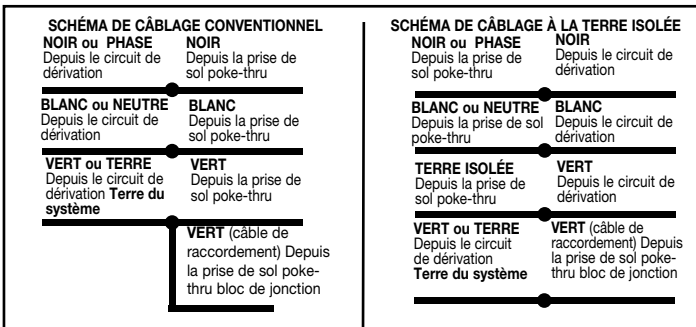 SCHÉMA DE CÂBLAGE CONVENTIONNEL
NOIR ou  PHASE
Depuis le circuit de
dérivation
NOIR
Depuis la prise de
sol poke-thru
BLANC ou NEUTRE
Depuis le circuit de
dérivation
BLANC
Depuis la prise de
sol poke-thru
VERT ou TERRE
Depuis le circuit de
dérivation Terre du
système
VERT
Depuis la prise de
sol poke-thru
VERT (câble de
raccordement) Depuis
la prise de sol poke-
thru bloc de jonction
SCHÉMA DE CÂBLAGE À LA TERRE ISOLÉE
NOIR ou  PHASE
Depuis la prise de
sol poke-thru
NOIR
Depuis le circuit de
dérivation
BLANC ou NEUTRE
Depuis la prise de sol
poke-thru
BLANC
Depuis le circuit de
dérivation
TERRE ISOLÉE
Depuis la prise de
sol poke-thru
VERT
Depuis le circuit de
dérivation
VERT ou TERRE
Depuis le circuit
de dérivation
Terre du système
VERT (câble de
raccordement) Depuis
la prise de sol poke-
thru bloc de jonction